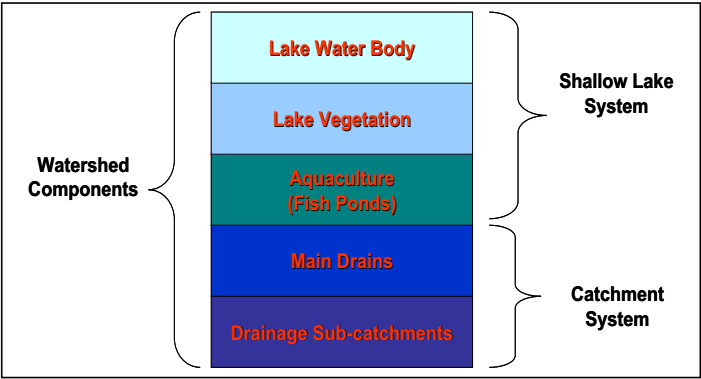 Watershed
Components
Lake Water Body
Lake Vegetation
Aquaculture
(Fish Ponds)
Main Drains
Drainage Sub-catchments
Shallow Lake
System
Catchment
System